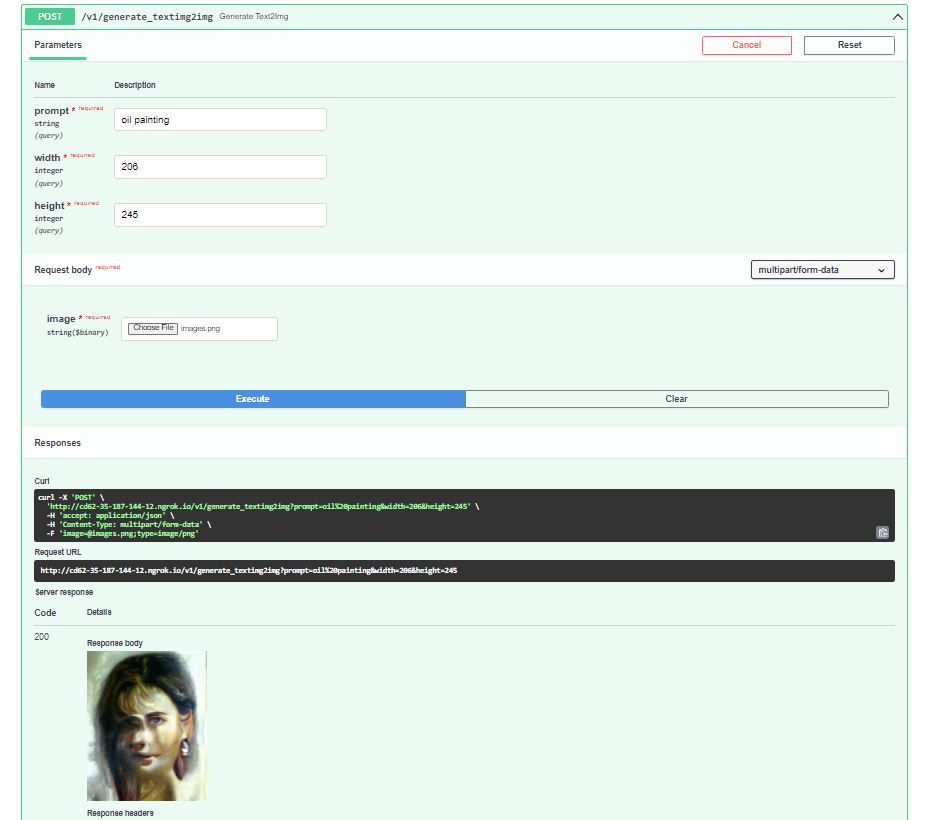 POST /v1/generate_textimg2img Generate Text2Img
Parameters Cancel Reset
Name Description
prompt * required
string
(query)
oil painting
width * required
integer
(query)
206
height * required
integer
(query)
245
Request body required multipart/form-data
image * required
string($binary)
Choose File images.png
Execute Clear
Responses
Curl
curl -X 'POST' \
'http://cd62-35-187-144-12.ngrok.io/v1/generate_textimg2img?prompt=oil%20painting&width=206&height=245' \
-H 'accept: application/json' \
-H 'Content-Type: multipart/form-data' \
-F 'image=@images.png;type=image/png'
Request URL
http://cd62-35-187-144-12.ngrok.io/v1/generate_textimg2img?prompt=oil%20painting&width=206&height=245
Server response
Code Details
200
Response body
Response headers